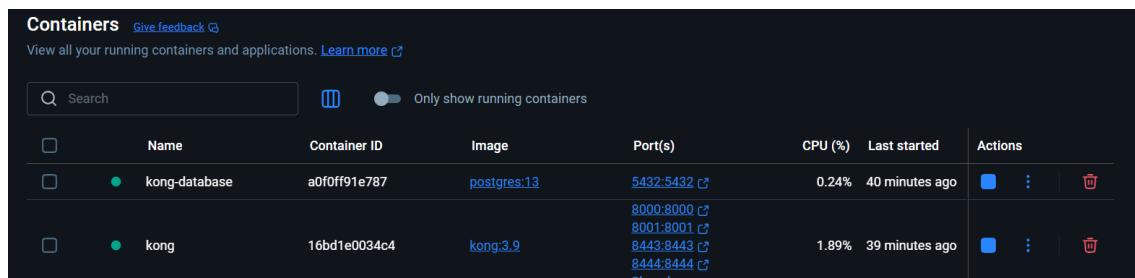 Containers Give feedback
View all your running containers and applications. Learn more
Search
Only show running containers
Name Container ID Image Port(s) CPU (%) Last started Actions
kong-database a0f0ff91e787 postgres:13 5432:5432 0.24% 40 minutes ago
8000:8000
8001:8001
kong 16bd1e0034c4 kong:3.9 8443:8443 1.89% 39 minutes ago
8444:8444